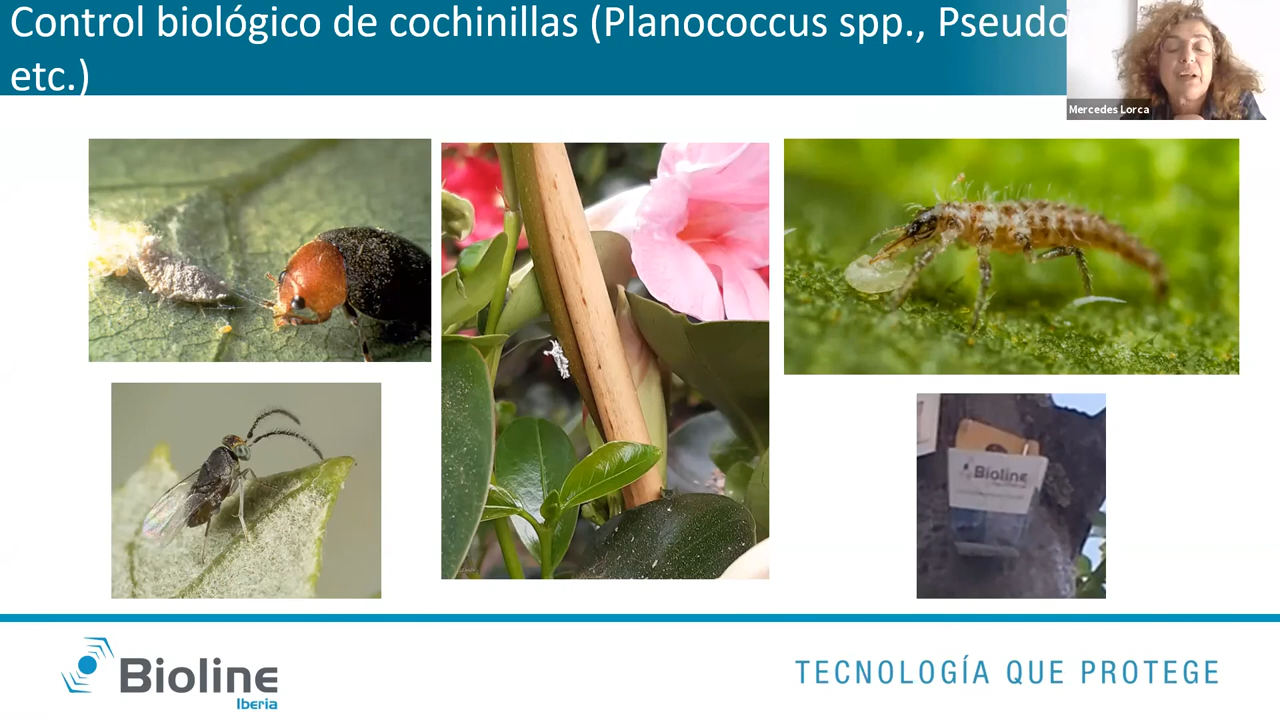 Control biológico de cochinillas (Planococcus spp., Pseudo
etc.)
Mercedes Lorca
Bioline
Bioline
Iberia
TECNOLOGÍA QUE PROTEGE